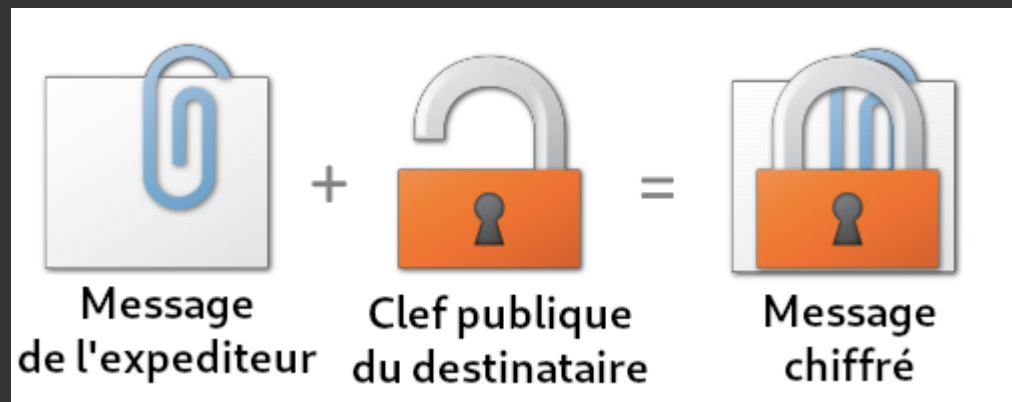 +
=
Message
de l'expediteur
Clef publique
du destinataire
Message
chiffré